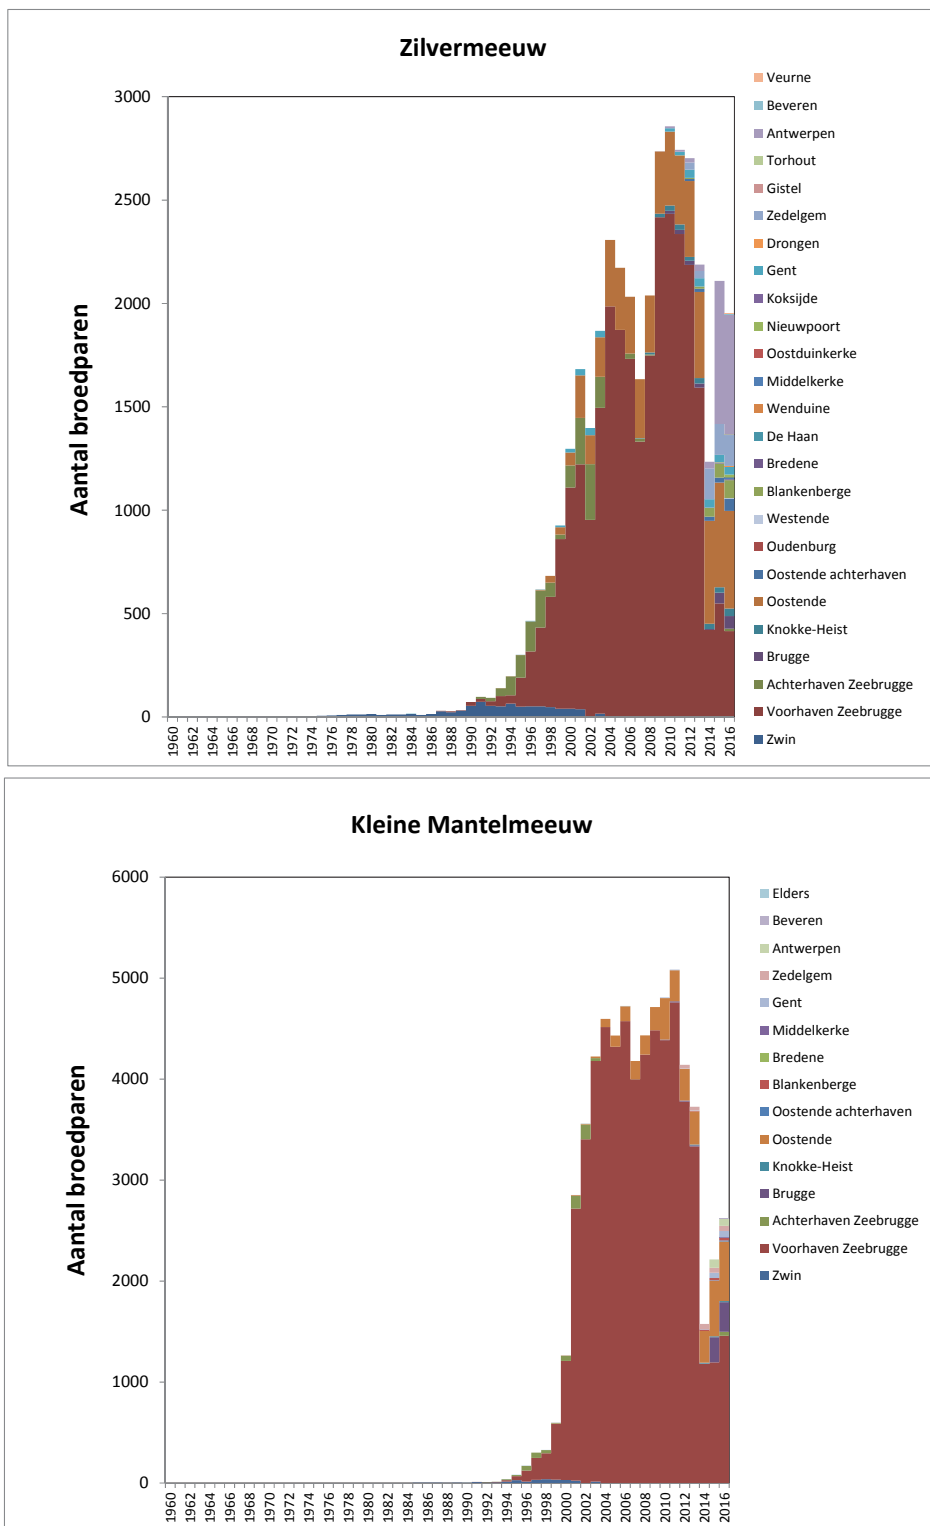 Zilvermeeuw
Aantal broedparen
3000
2500
2000
1500
1000
500
0
1960
1962
1964
1966
1968
1970
1972
1974
1976
1978
1980
1982
1984
1986
1988
1990
1992
1994
1996
1998
2000
2002
2004
2006
2008
2010
2012
2014
2016
Veurne
Beveren
Antwerpen
Torhout
Gistel
Zedelgem
Drongen
Gent
Koksijde
Nieuwpoort
Oostduinkerke
Middelkerke
Wenduine
De Haan
Bredene
Blankenberge
Westende
Oudenburg
Oostende achterhaven
Oostende
Knokke-Heist
Brugge
Achterhaven Zeebrugge
Voorhaven Zeebrugge
Zwin
Kleine Mantelmeeuw
Aantal broedparen
6000
5000
4000
3000
2000
1000
0
1960
1962
1964
1966
1968
1970
1972
1974
1976
1978
1980
1982
1984
1986
1988
1990
1992
1994
1996
1998
2000
2002
2004
2006
2008
2010
2012
2014
2016
Elders
Beveren
Antwerpen
Zedelgem
Gent
Middelkerke
Bredene
Blankenberge
Oostende achterhaven
Oostende
Knokke-Heist
Brugge
Achterhaven Zeebrugge
Voorhaven Zeebrugge
Zwin